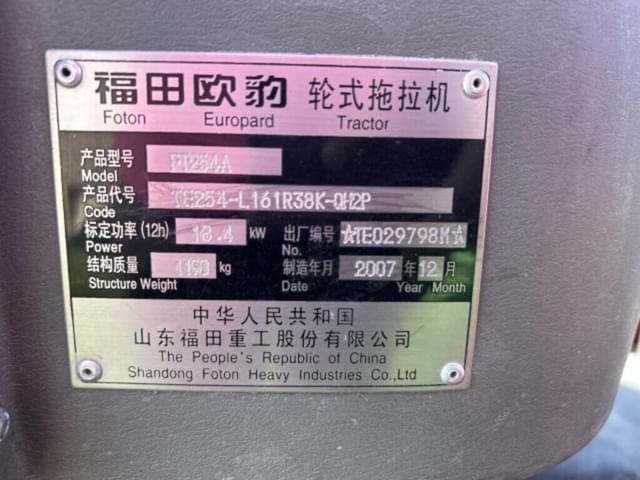 福田欧豹 轮式拖拉机
Foton Europard Tractor
产品型号 FT254A
Model
产品代号 TE254-L161R38K-QH2P
Code
标定功率(12h) 18.4 kW 出厂编号 ☆TE029798M☆
Power No.
结构质量 1190 kg 制造年月 2007 年 12 月
Structure Weight Date Year Month
中华人民共和国
山东福田重工股份有限公司
The People's Republic of China
Shandong Foton Heavy Industries Co.,Ltd